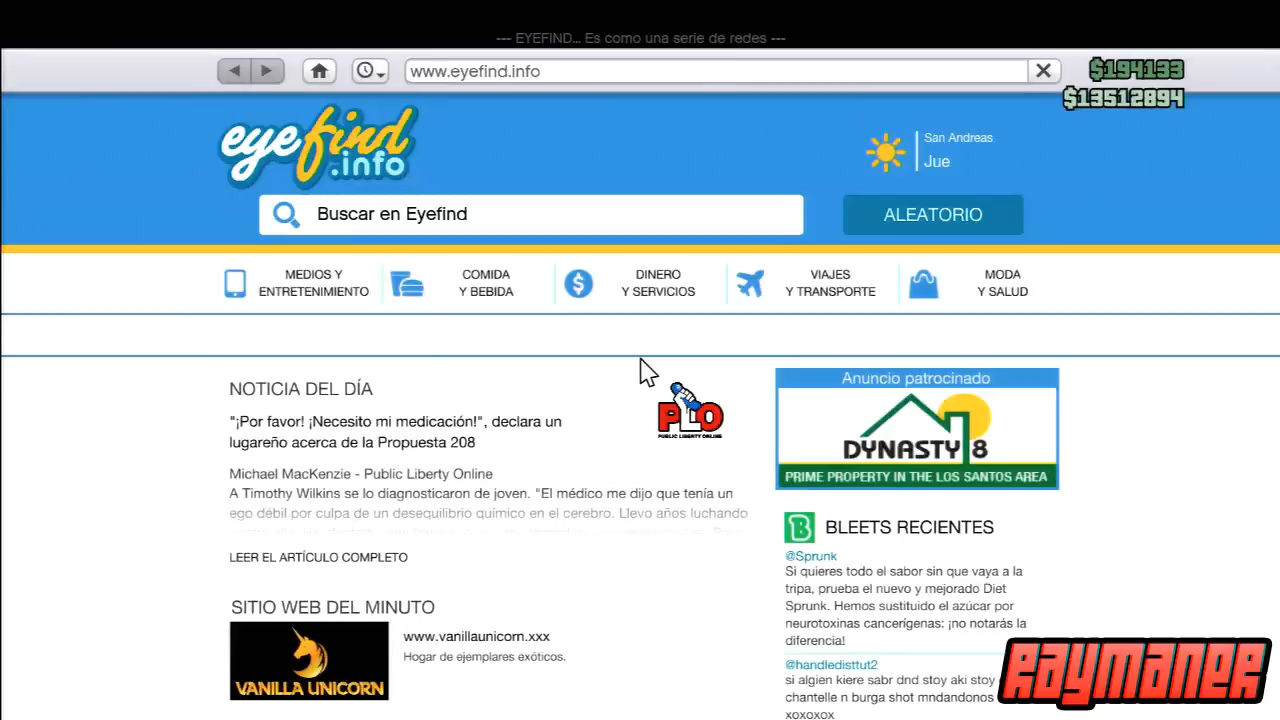 --- EYEFIND... Es como una serie de redes ---
www.eyefind.info
$194133
$13512894
eyefind
.info
San Andreas
Jue
Buscar en Eyefind
ALEATORIO
MEDIOS Y
ENTRETENIMIENTO
COMIDA
Y BEBIDA
DINERO
Y SERVICIOS
VIAJES
Y TRANSPORTE
MODA
Y SALUD
NOTICIA DEL DÍA
"¡Por favor! ¡Necesito mi medicación!", declara un
lugareño acerca de la Propuesta 208
PLO
PUBLIC LIBERTY ONLINE
Michael MacKenzie - Public Liberty Online
A Timothy Wilkins se lo diagnosticaron de joven. "El médico me dijo que tenía un
ego débil por culpa de un desequilibrio químico en el cerebro. Llevo años luchando
LEER EL ARTÍCULO COMPLETO
SITIO WEB DEL MINUTO
VANILLA UNICORN
www.vanillaunicorn.xxx
Hogar de ejemplares exóticos.
Anuncio patrocinado
DYNASTY 8
PRIME PROPERTY IN THE LOS SANTOS AREA
BLEETS RECIENTES
@Sprunk
Si quieres todo el sabor sin que vaya a la
tripa, prueba el nuevo y mejorado Diet
Sprunk. Hemos sustituido el azúcar por
neurotoxinas cancerígenas: ¡no notarás la
diferencia!
@handledisttut2
si algien kiere sabr dnd stoy aki stoy
chantelle n burga shot mndandonos
xoxoxox
RAYMANER